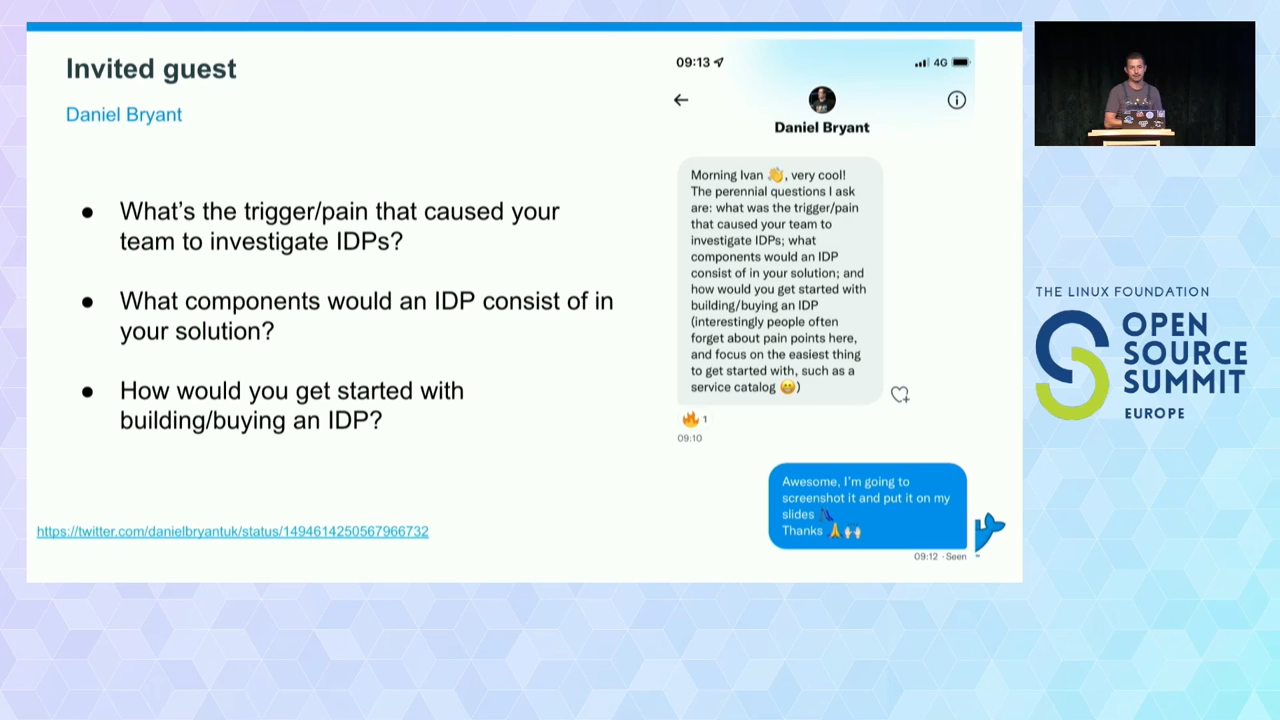 Invited guest
Daniel Bryant
● What's the trigger/pain that caused your
team to investigate IDPs?
● What components would an IDP consist of in
your solution?
● How would you get started with
building/buying an IDP?
https://twitter.com/danielbryantuk/status/1494614250567966732
09:13
4G
Daniel Bryant
Morning Ivan 👋, very cool!
The perennial questions I ask
are: what was the trigger/pain
that caused your team to
investigate IDPs; what
components would an IDP
consist of in your solution; and
how would you get started with
building/buying an IDP
(interestingly people often
forget about pain points here,
and focus on the easiest thing
to get started with, such as a
service catalog 😁)
🔥 1
09:10
Awesome, I'm going to
screenshot it and put it on my
slides 🛝
Thanks 🙏🙌🏻
09:12 · Seen
THE LINUX FOUNDATION
OPEN
SOURCE
SUMMIT
EUROPE